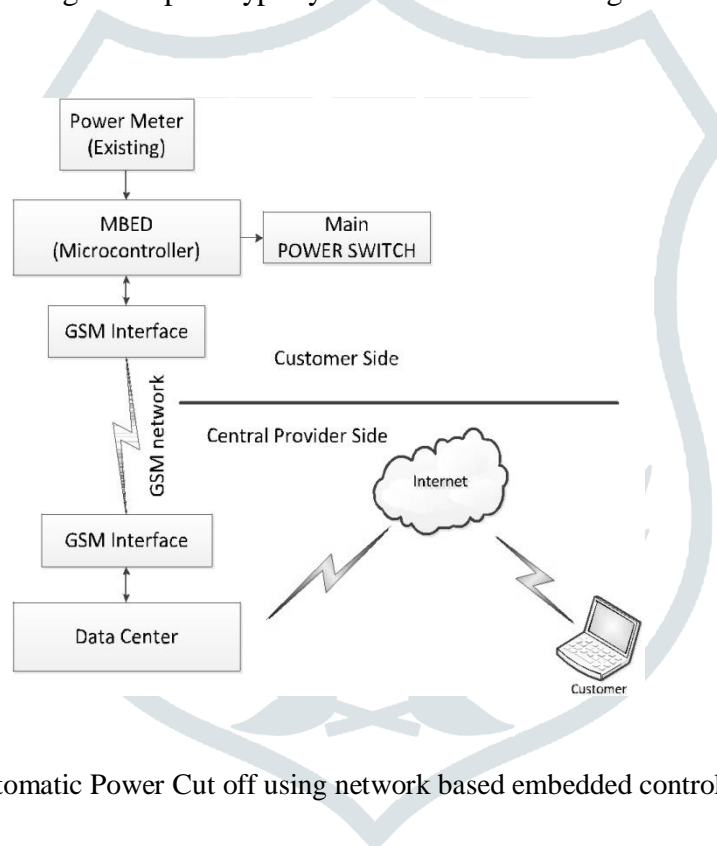 Power Meter
(Existing)
MBED
(Microcontroller)
Main
POWER SWITCH
GSM Interface
Customer Side
GSM network
Central Provider Side
Internet
GSM Interface
Data Center
Customer
tomatic Power Cut off using network based embedded control